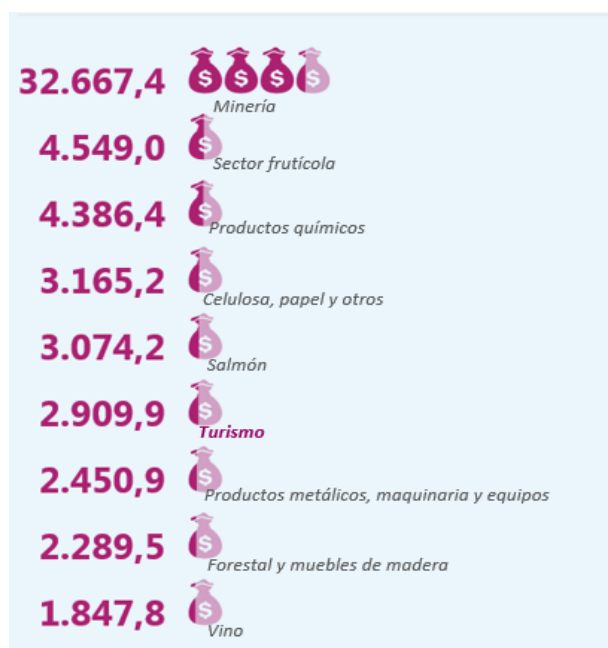 32.667,4
Minería
4.549,0
Sector frutícola
4.386,4
Productos químicos
3.165,2
Celulosa, papel y otros
3.074,2
Salmón
2.909,9
Turismo
2.450,9
Productos metálicos, maquinaria y equipos
2.289,5
Forestal y muebles de madera
1.847,8
Vino